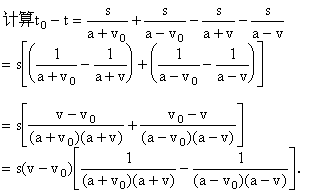 计算t₀ − t = s/(a+v₀) + s/(a−v₀) − s/(a+v) − s/(a−v)
= s[(1/(a+v₀) − 1/(a+v)) + (1/(a−v₀) − 1/(a−v))]
= s[(v−v₀)/((a+v₀)(a+v)) + (v₀−v)/((a−v₀)(a−v))]
= s(v−v₀)[1/((a+v₀)(a+v)) − 1/((a−v₀)(a−v))].